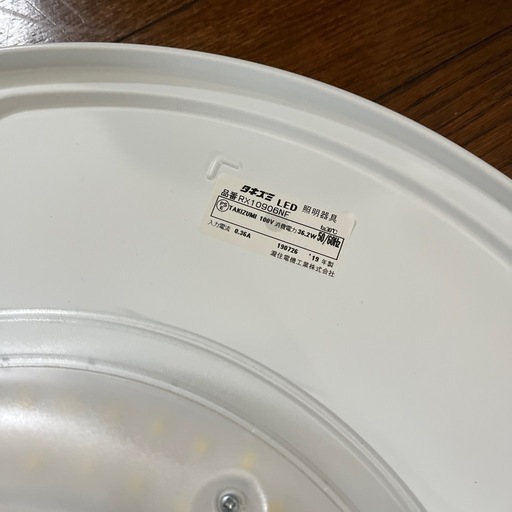 タキズミ LED 照明器具
品番 RX10906NF ta30℃
PSE TAKIZUMI 100V 消費電力 36.2W 50/60Hz
入力電流 0.36A 190726 '19 年製
瀧住電機工業株式会社